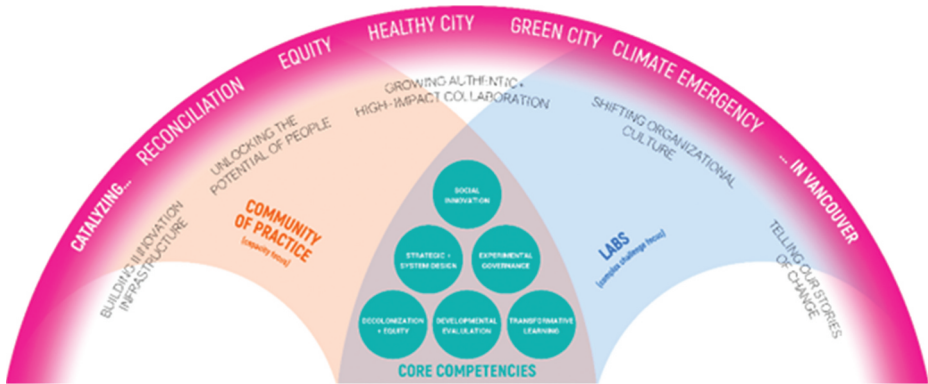 CATALYZING...
RECONCILIATION
EQUITY
HEALTHY CITY
GREEN CITY
CLIMATE EMERGENCY
... IN VANCOUVER
BUILDING INNOVATION
INFRASTRUCTURE
UNLOCKING THE
POTENTIAL OF PEOPLE
GROWING AUTHENTIC+
HIGH-IMPACT COLLABORATION
SHIFTING ORGANIZATIONAL
CULTURE
TELLING OUR STORIES
OF CHANGE
COMMUNITY
OF PRACTICE
(capacity focus)
LABS
(complex challenge focus)
SOCIAL
INNOVATION
STRATEGIC +
SYSTEM DESIGN
EXPERIMENTAL
GOVERNANCE
DECOLONIZATION
+ EQUITY
DEVELOPMENTAL
EVALULATION
TRANSFORMATIVE
LEARNING
CORE COMPETENCIES